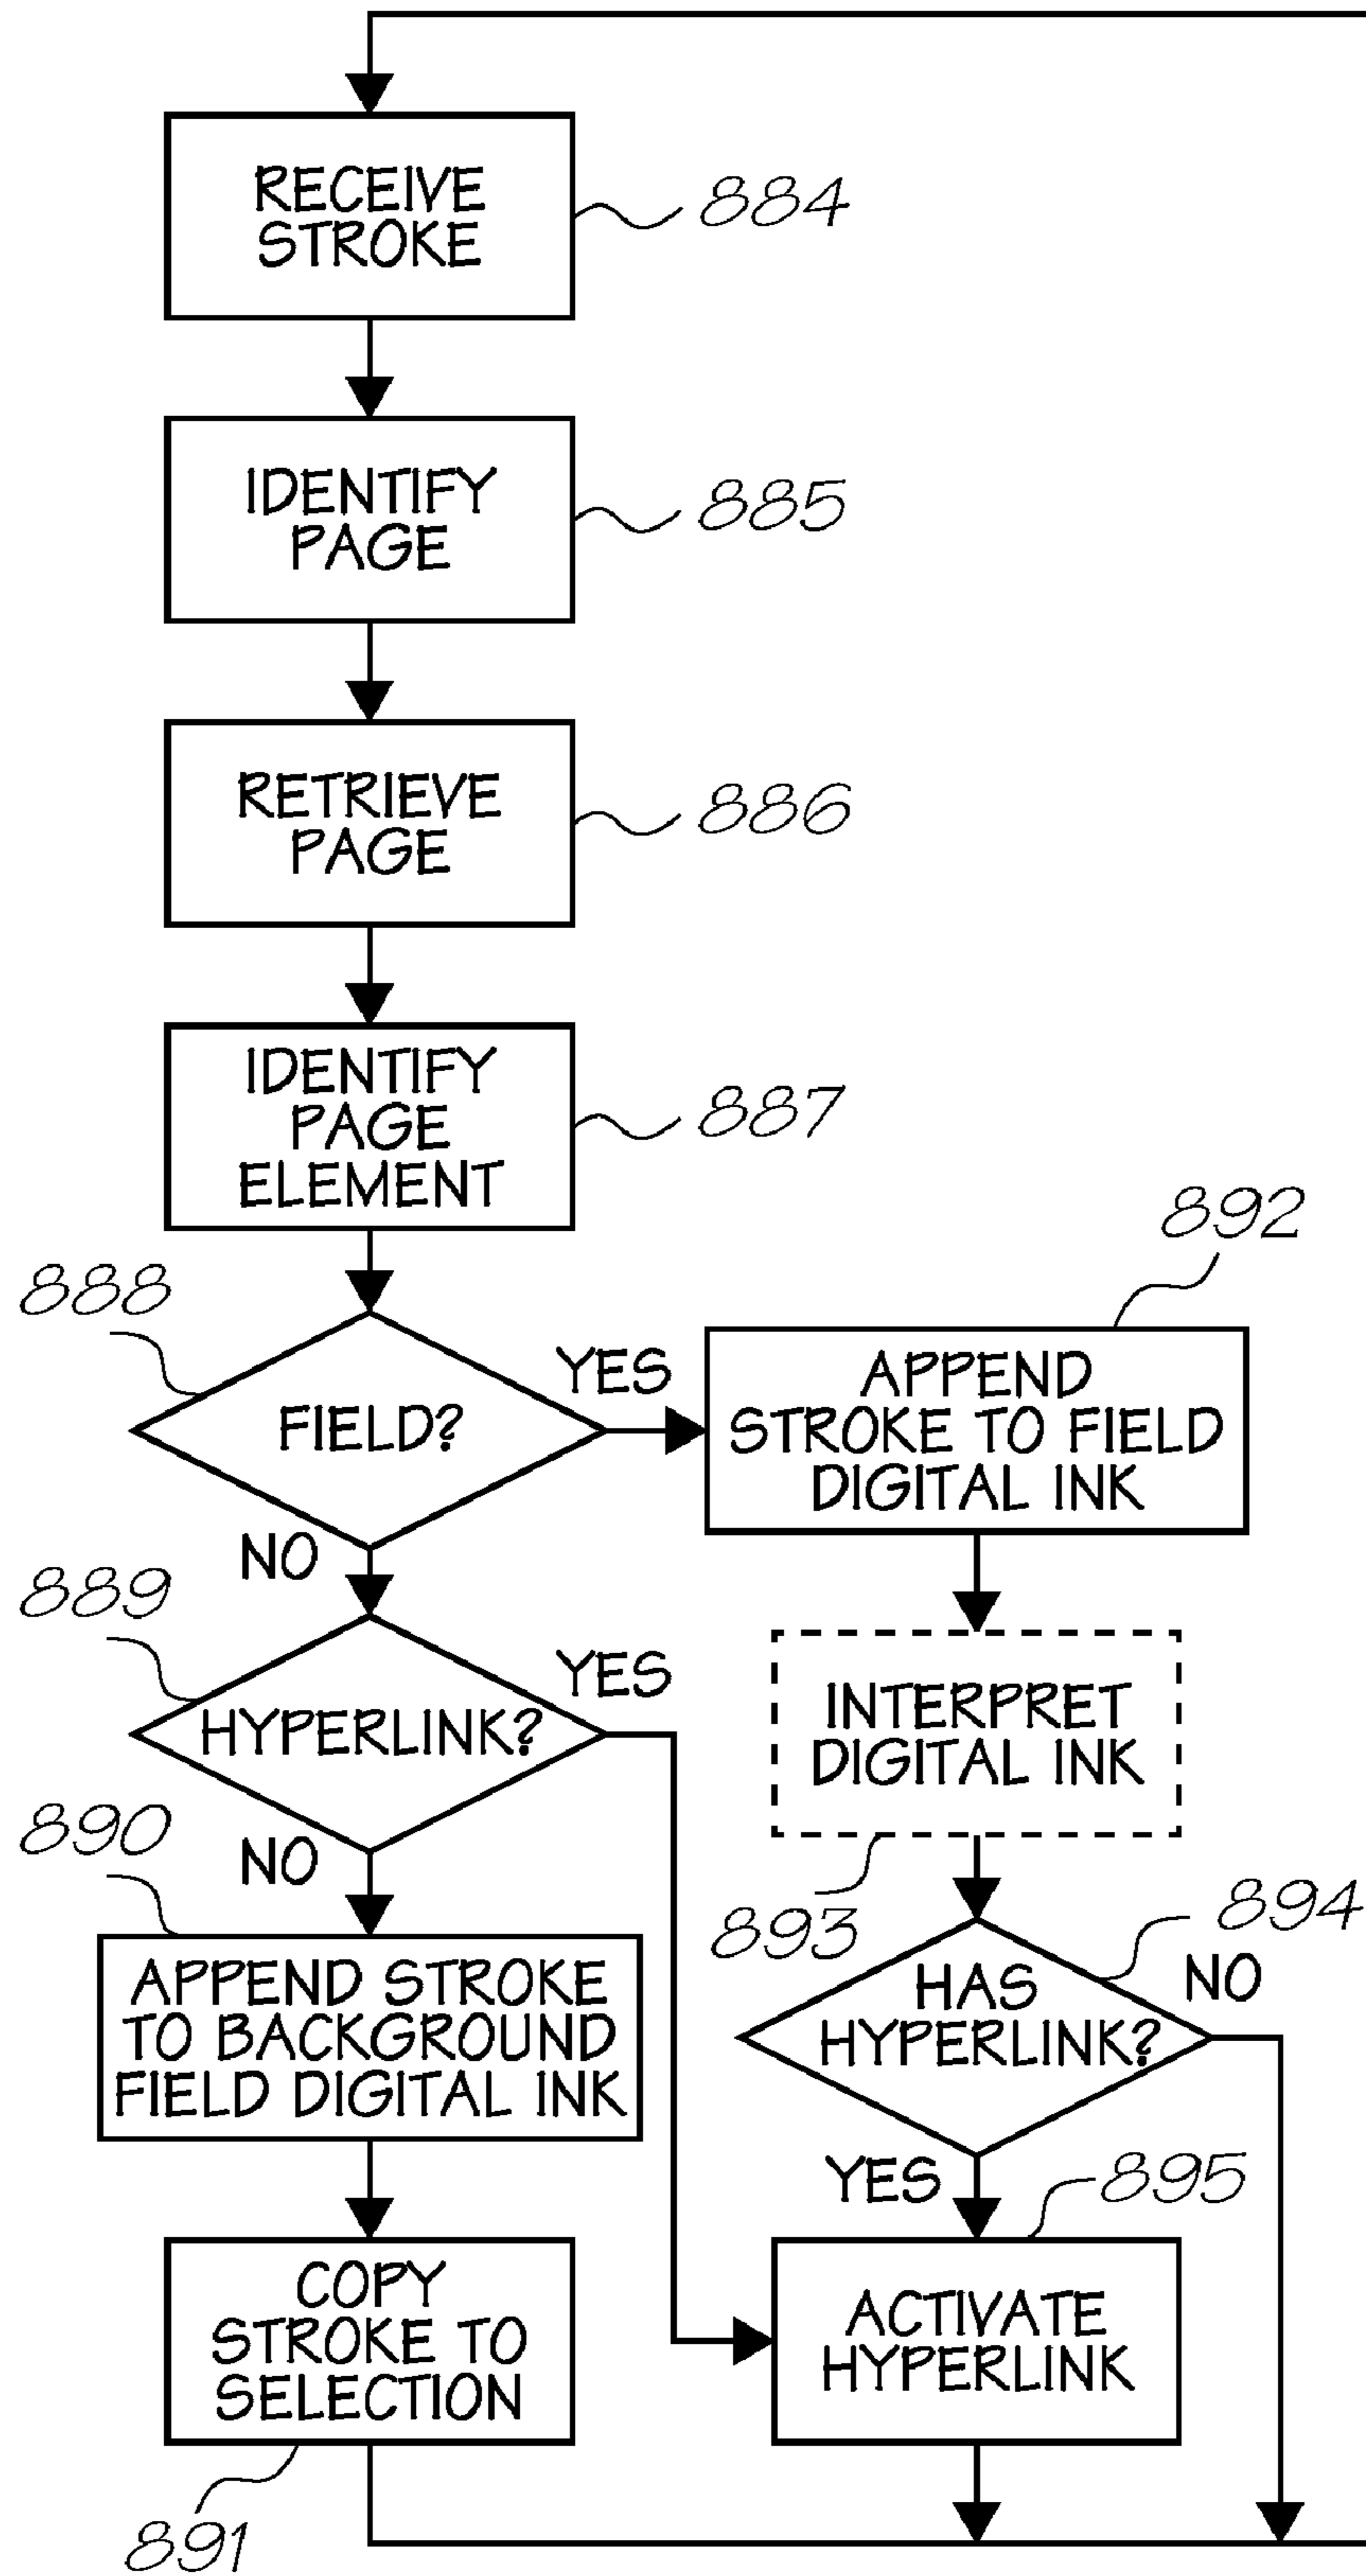 RECEIVE
STROKE
884
IDENTIFY
PAGE
885
RETRIEVE
PAGE
886
IDENTIFY
PAGE
ELEMENT
887
888
FIELD?
YES
NO
892
APPEND
STROKE TO FIELD
DIGITAL INK
889
HYPERLINK?
YES
NO
INTERPRET
DIGITAL INK
893
890
APPEND STROKE
TO BACKGROUND
FIELD DIGITAL INK
894
HAS
HYPERLINK?
NO
YES
895
COPY
STROKE TO
SELECTION
891
ACTIVATE
HYPERLINK